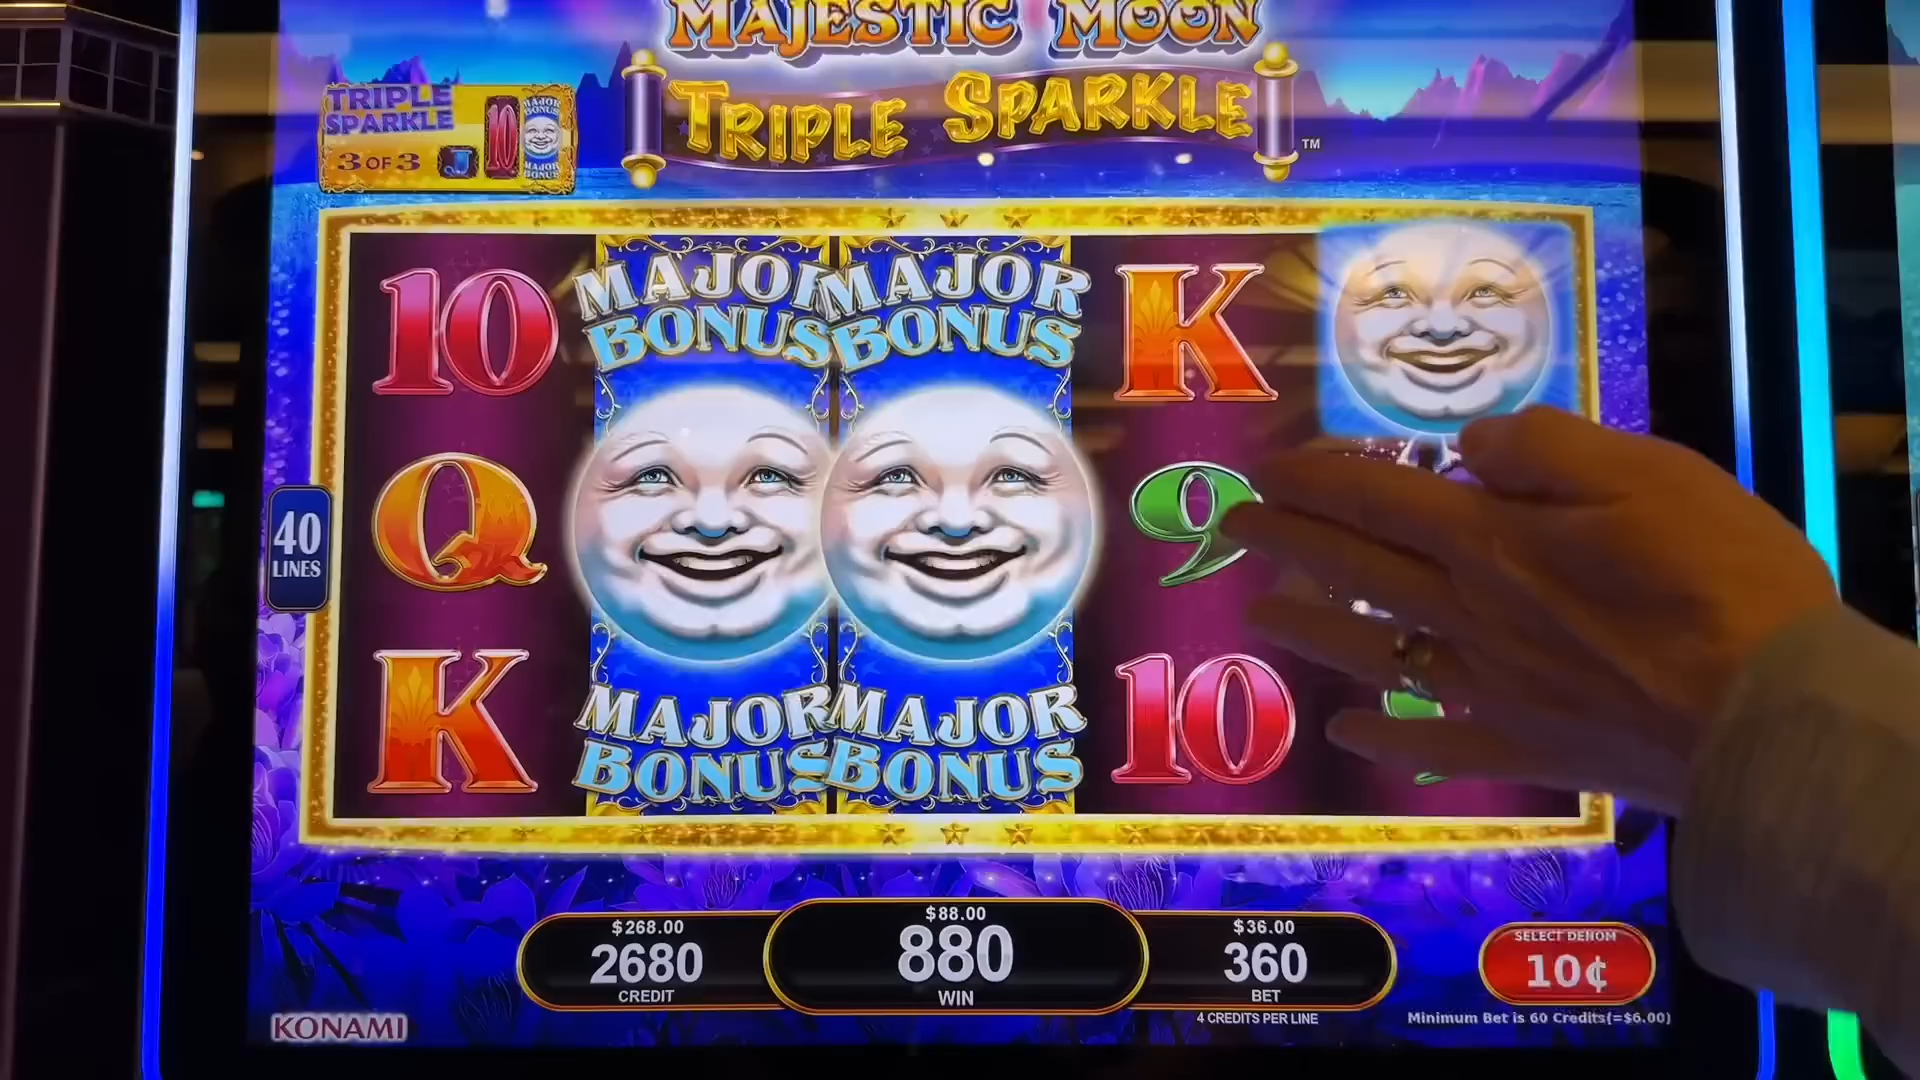 MAJESTIC MOON
TRIPLE SPARKLE
TM
TRIPLE
SPARKLE
3 OF 3
J
10
MAJOR
BONUS
MAJOR
BONUS
10
MAJOR
BONUS
MAJOR
BONUS
K
Q
9
K
MAJOR
BONUS
MAJOR
BONUS
10
40
LINES
$268.00
2680
CREDIT
$88.00
880
WIN
$36.00
360
BET
4 CREDITS PER LINE
SELECT DENOM
10¢
Minimum Bet is 60 Credits(=$6.00)
KONAMI